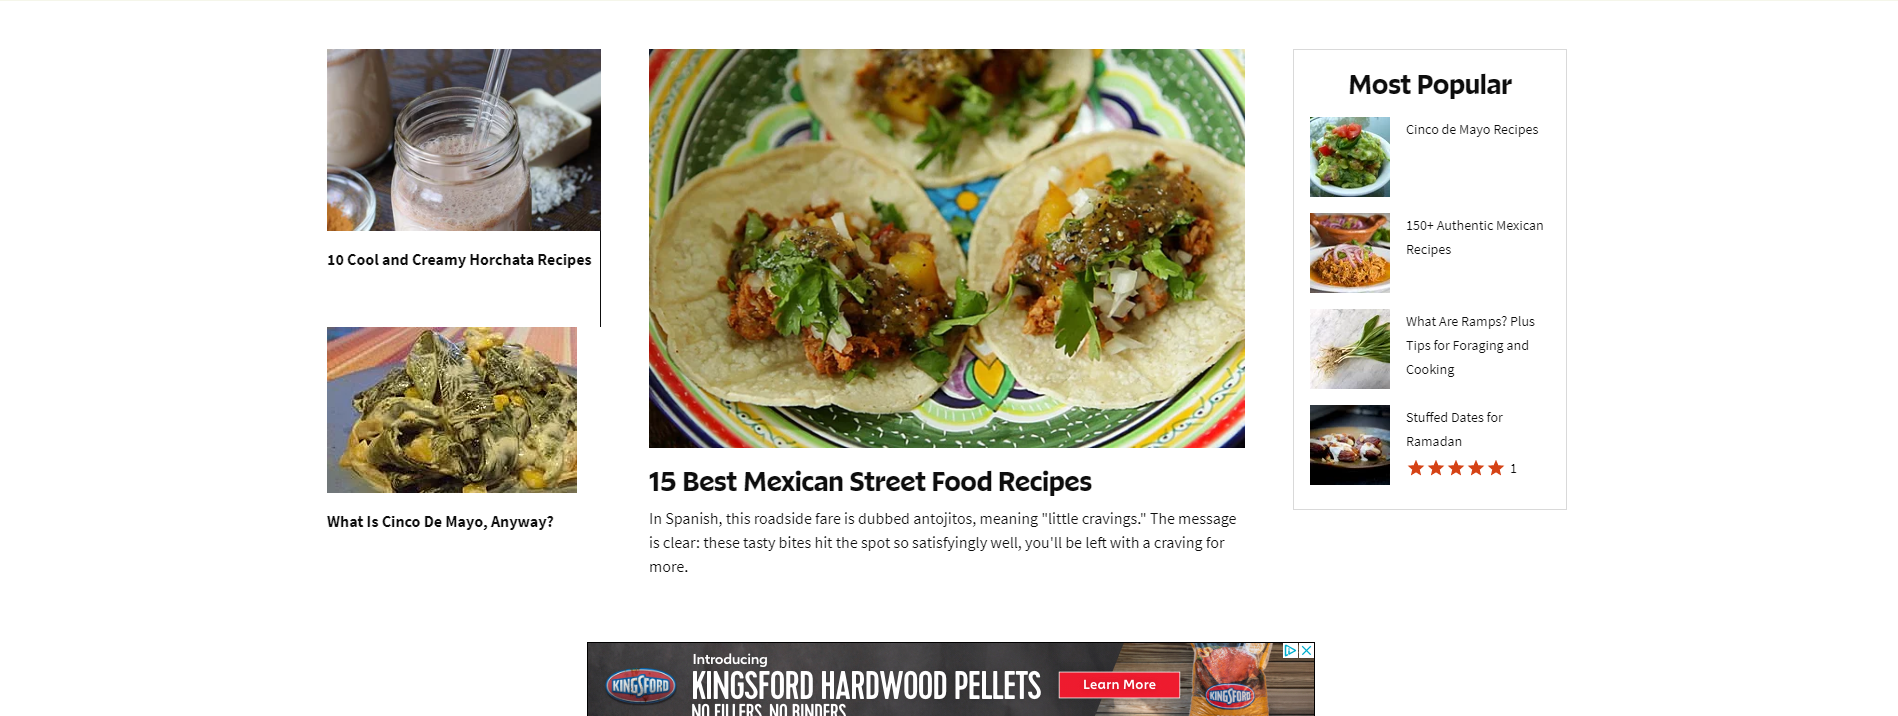 10 Cool and Creamy Horchata Recipes
What Is Cinco De Mayo, Anyway?
15 Best Mexican Street Food Recipes
In Spanish, this roadside fare is dubbed antojitos, meaning "little cravings." The message
is clear: these tasty bites hit the spot so satisfyingly well, you'll be left with a craving for
more.
Most Popular
Cinco de Mayo Recipes
150+ Authentic Mexican
Recipes
What Are Ramps? Plus
Tips for Foraging and
Cooking
Stuffed Dates for
Ramadan
1
KINGSFORD
Introducing
KINGSFORD HARDWOOD PELLETS
NO FILLERS. NO BINDERS.
Learn More
KINGSFORD